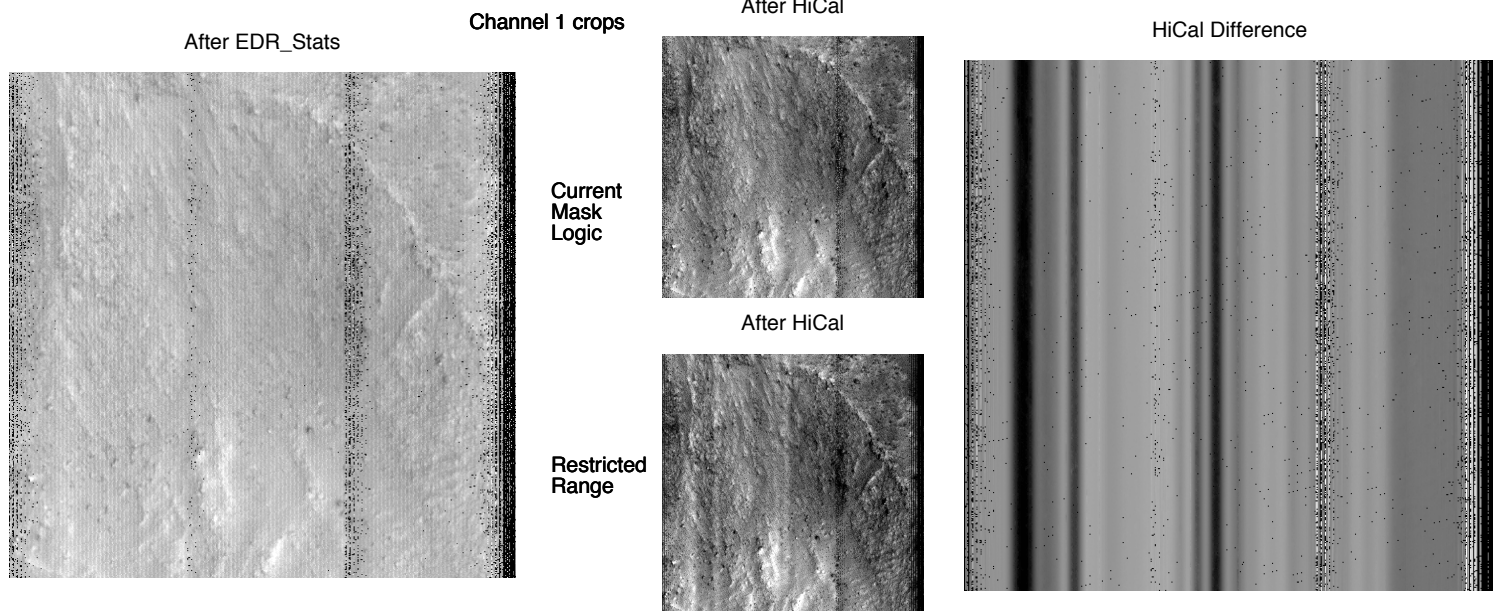 Channel 1 crops
After EDR_Stats
After HiCal
HiCal Difference
Current
Mask
Logic
After HiCal
Restricted
Range